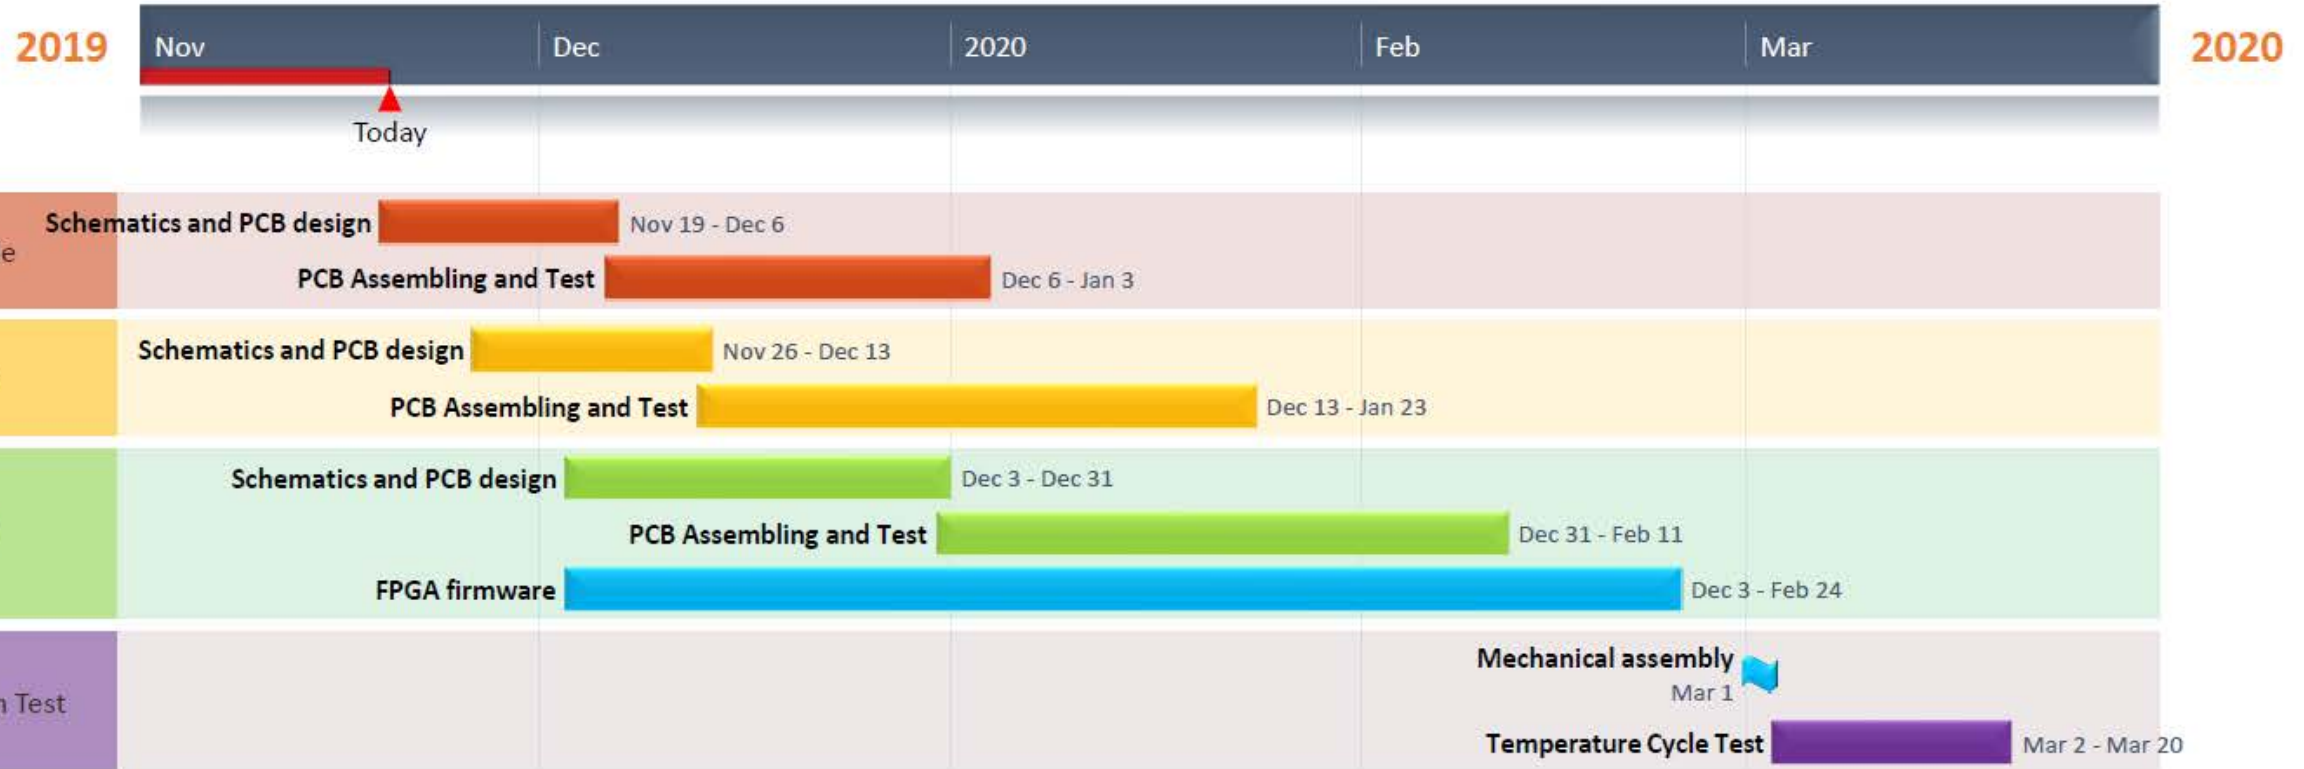 2019 Nov Dec 2020 Feb Mar 2020
Today
Schematics and PCB design Nov 19 - Dec 6
e
PCB Assembling and Test Dec 6 - Jan 3
Schematics and PCB design Nov 26 - Dec 13
PCB Assembling and Test Dec 13 - Jan 23
Schematics and PCB design Dec 3 - Dec 31
PCB Assembling and Test Dec 31 - Feb 11
FPGA firmware Dec 3 - Feb 24
Mechanical assembly
Mar 1
Test
Temperature Cycle Test Mar 2 - Mar 20